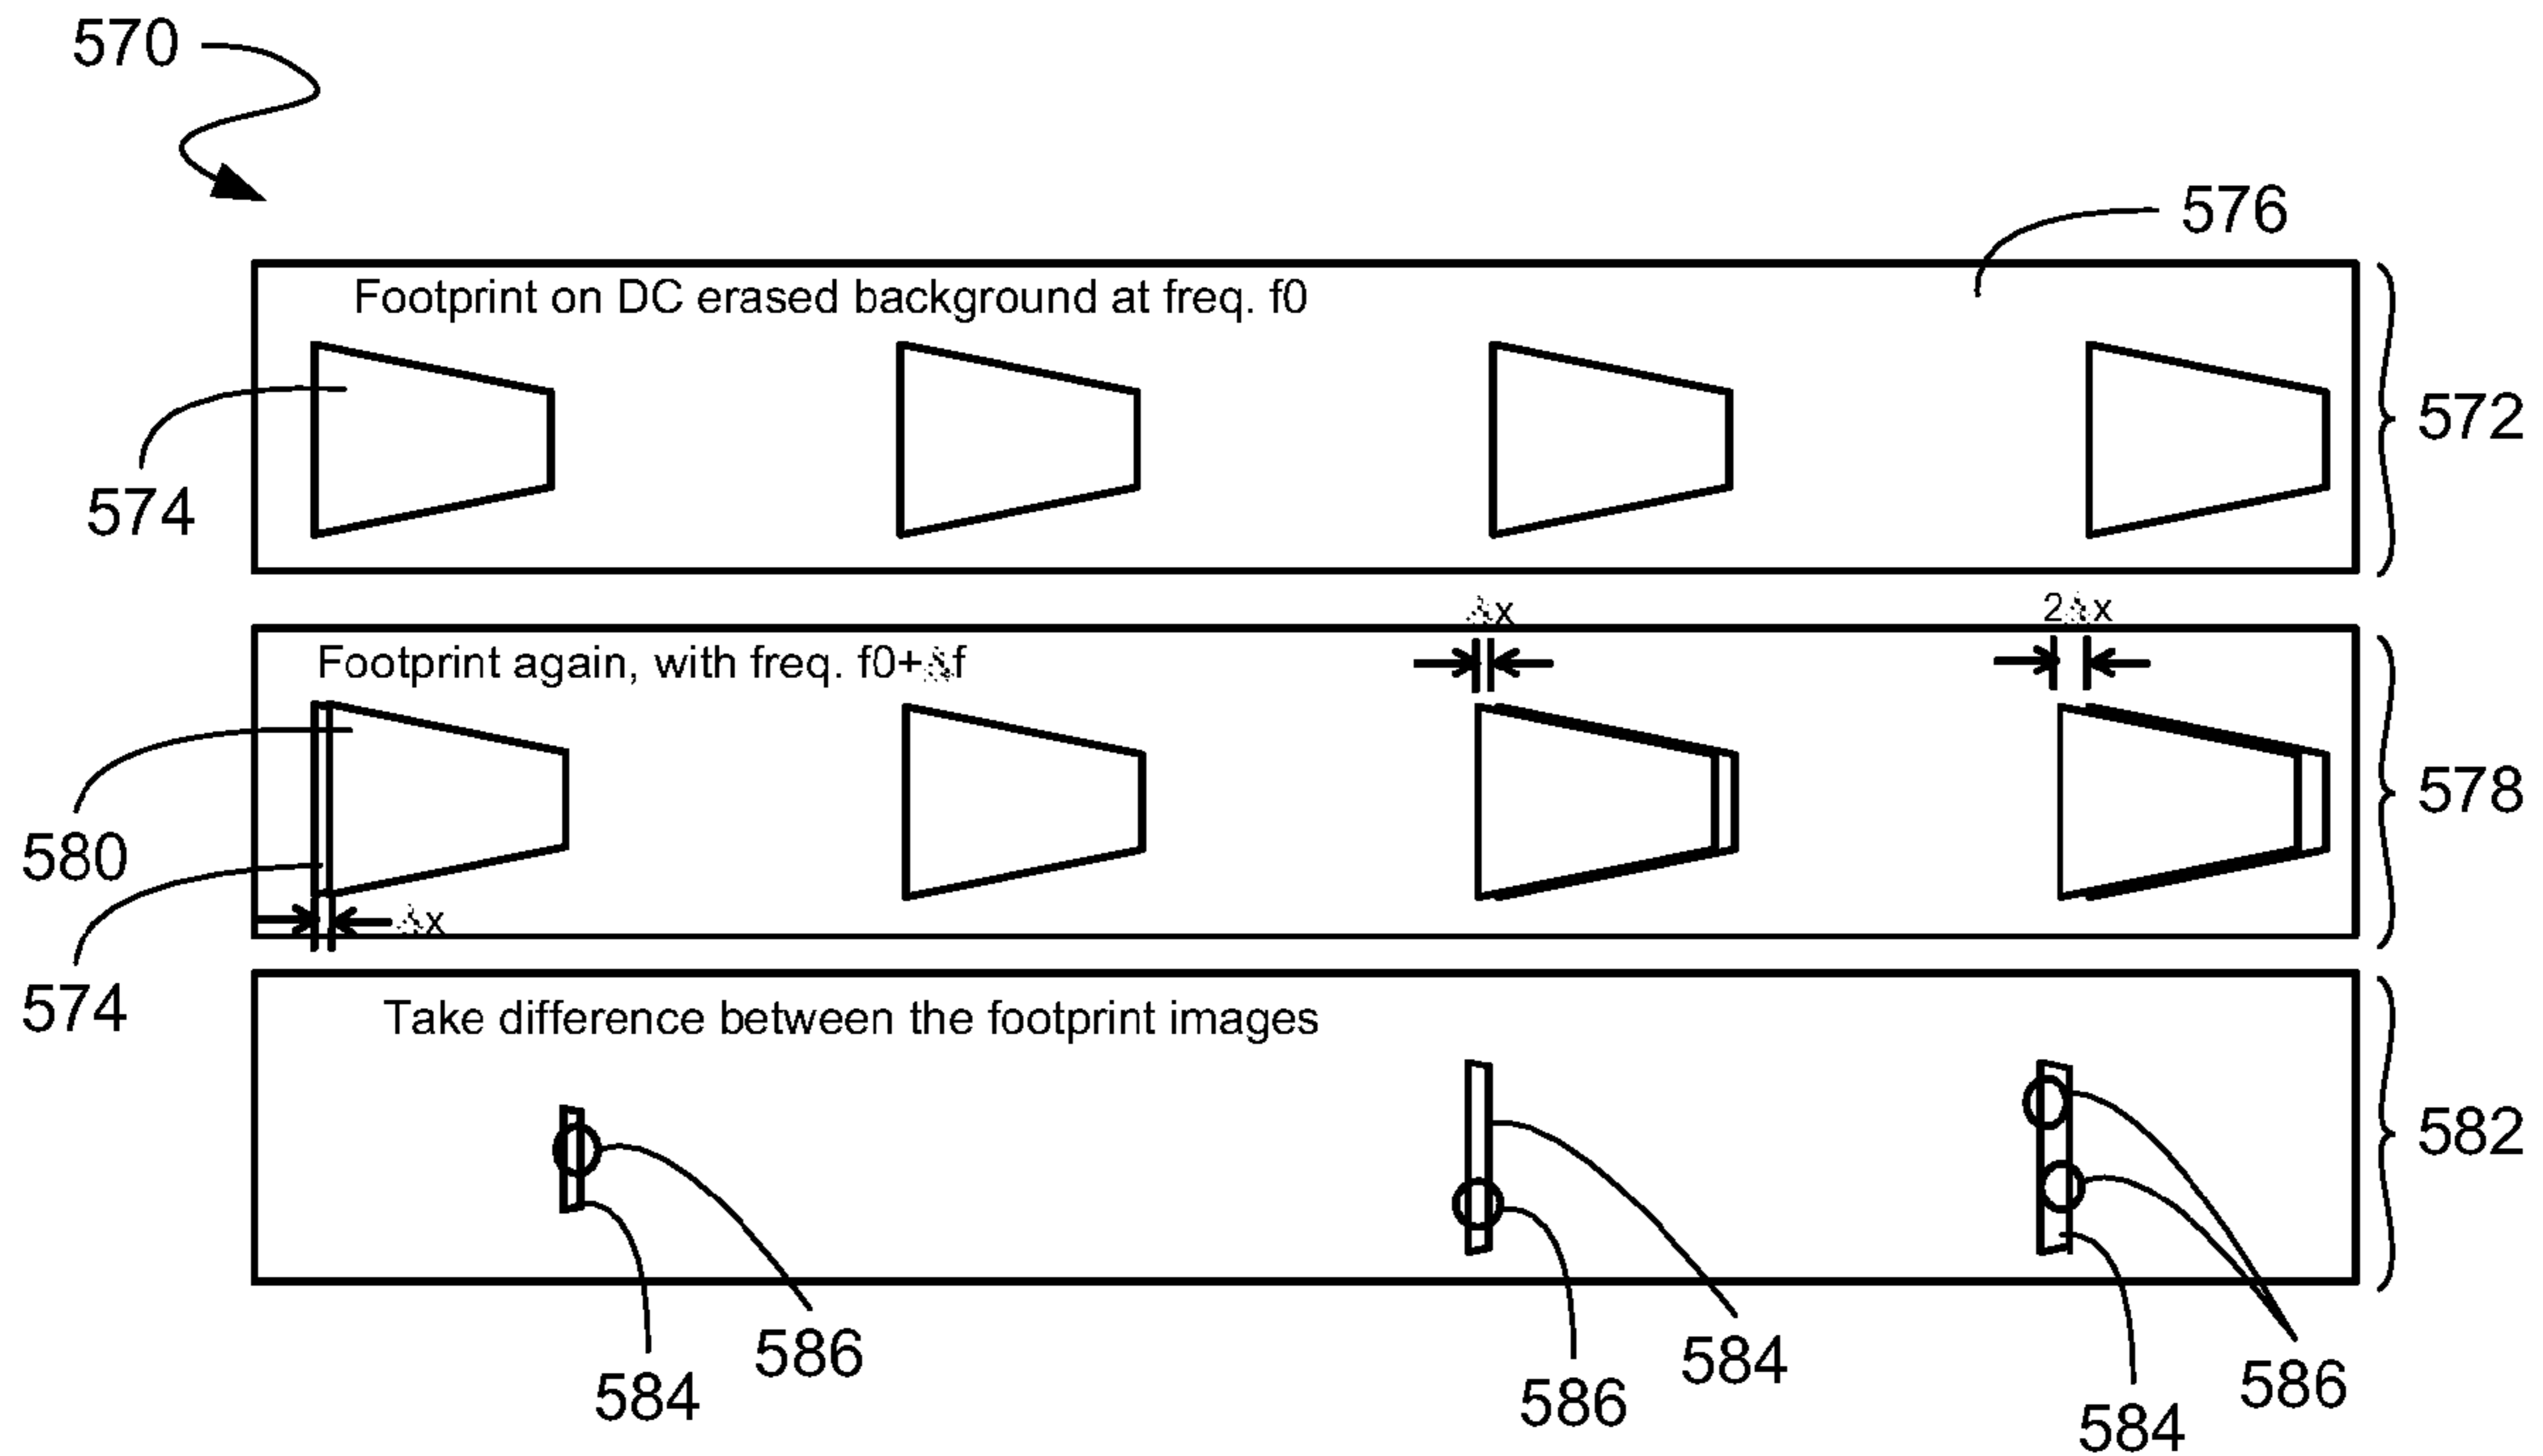 570
576
Footprint on DC erased background at freq. f0
572
574
Δx
2Δx
Footprint again, with freq. f0+Δf
578
580
Δx
574
Take difference between the footprint images
582
586
584
584
586
586
584